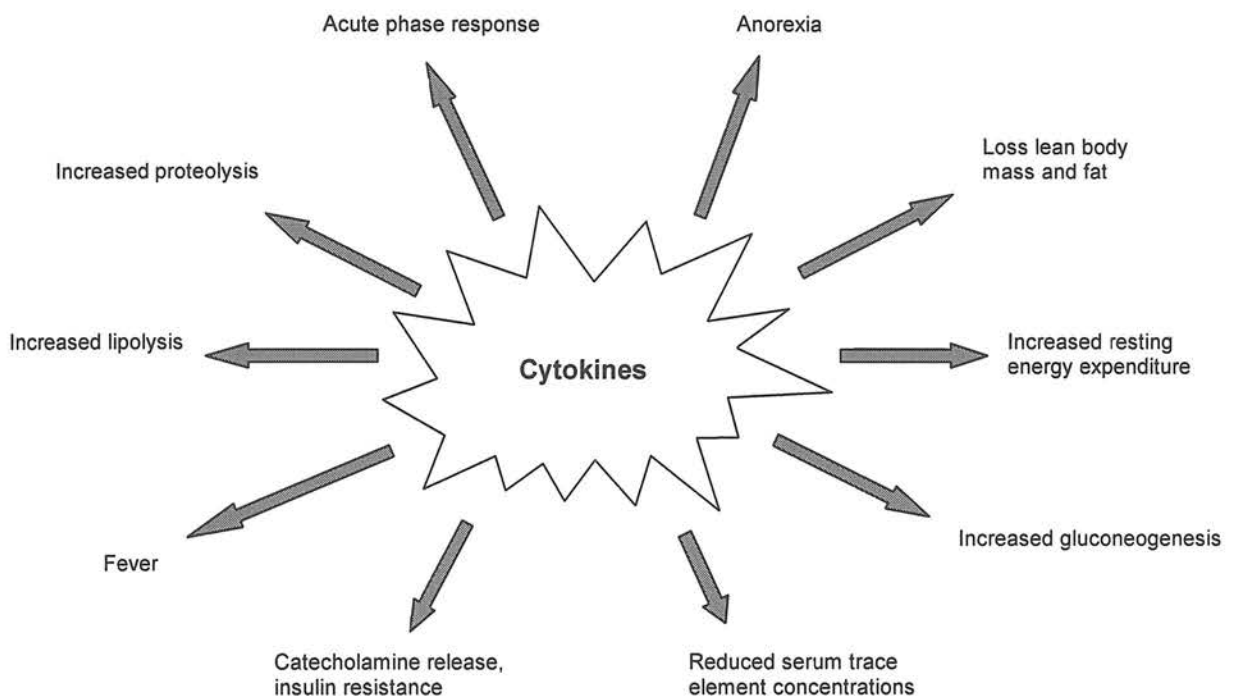 Acute phase response
Anorexia
Increased proteolysis
Loss lean body
mass and fat
Increased lipolysis
Cytokines
Increased resting
energy expenditure
Fever
Increased gluconeogenesis
Catecholamine release,
insulin resistance
Reduced serum trace
element concentrations